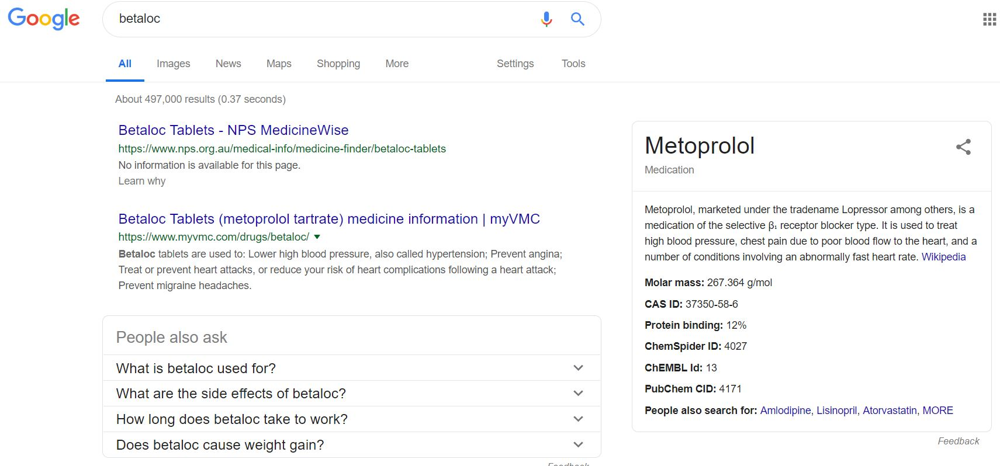 Google
betaloc
All Images News Maps Shopping More Settings Tools
About 497,000 results (0.37 seconds)
Betaloc Tablets - NPS MedicineWise
https://www.nps.org.au/medical-info/medicine-finder/betaloc-tablets
No information is available for this page.
Learn why
Betaloc Tablets (metoprolol tartrate) medicine information | myVMC
https://www.myvmc.com/drugs/betaloc/
Betaloc tablets are used to: Lower high blood pressure, also called hypertension; Prevent angina;
Treat or prevent heart attacks, or reduce your risk of heart complications following a heart attack;
Prevent migraine headaches.
People also ask
What is betaloc used for?
What are the side effects of betaloc?
How long does betaloc take to work?
Does betaloc cause weight gain?
Feedback
Metoprolol
Medication
Metoprolol, marketed under the tradename Lopressor among others, is a
medication of the selective β₁ receptor blocker type. It is used to treat
high blood pressure, chest pain due to poor blood flow to the heart, and a
number of conditions involving an abnormally fast heart rate. Wikipedia
Molar mass: 267.364 g/mol
CAS ID: 37350-58-6
Protein binding: 12%
ChemSpider ID: 4027
ChEMBL Id: 13
PubChem CID: 4171
People also search for: Amlodipine, Lisinopril, Atorvastatin, MORE
Feedback